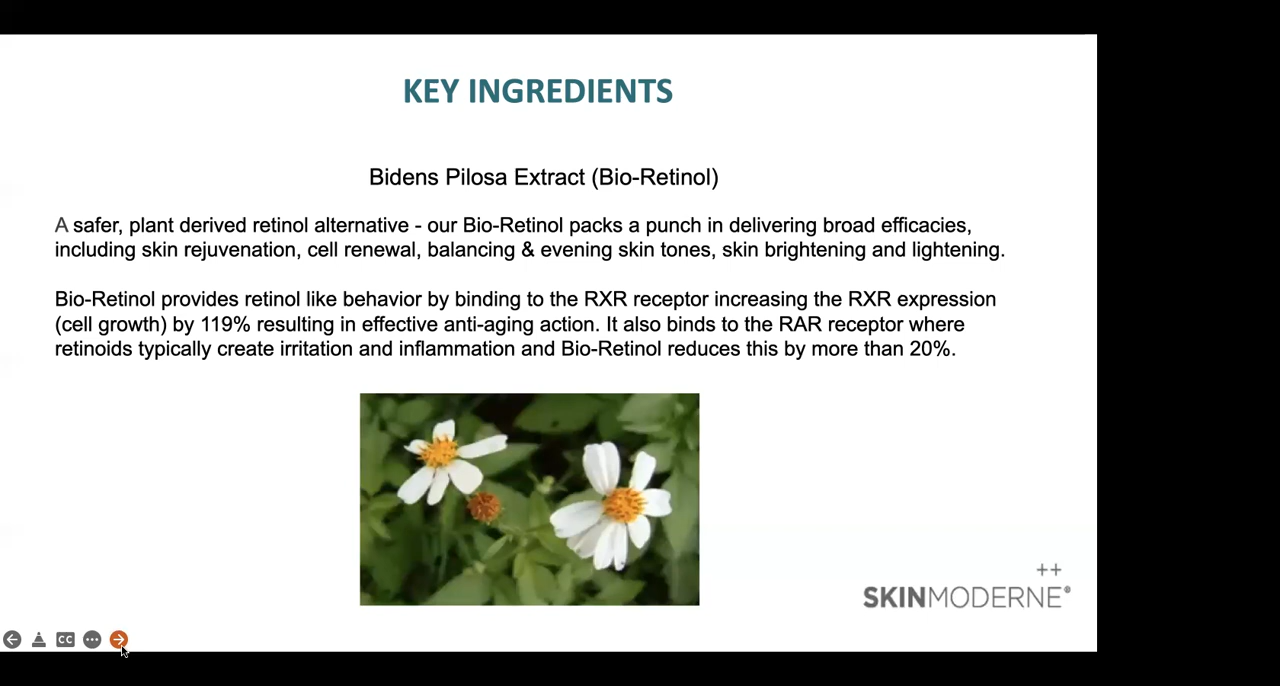 KEY INGREDIENTS
Bidens Pilosa Extract (Bio-Retinol)
A safer, plant derived retinol alternative - our Bio-Retinol packs a punch in delivering broad efficacies,
including skin rejuvenation, cell renewal, balancing & evening skin tones, skin brightening and lightening.
Bio-Retinol provides retinol like behavior by binding to the RXR receptor increasing the RXR expression
(cell growth) by 119% resulting in effective anti-aging action. It also binds to the RAR receptor where
retinoids typically create irritation and inflammation and Bio-Retinol reduces this by more than 20%.
++
SKINMODERNE®
CC